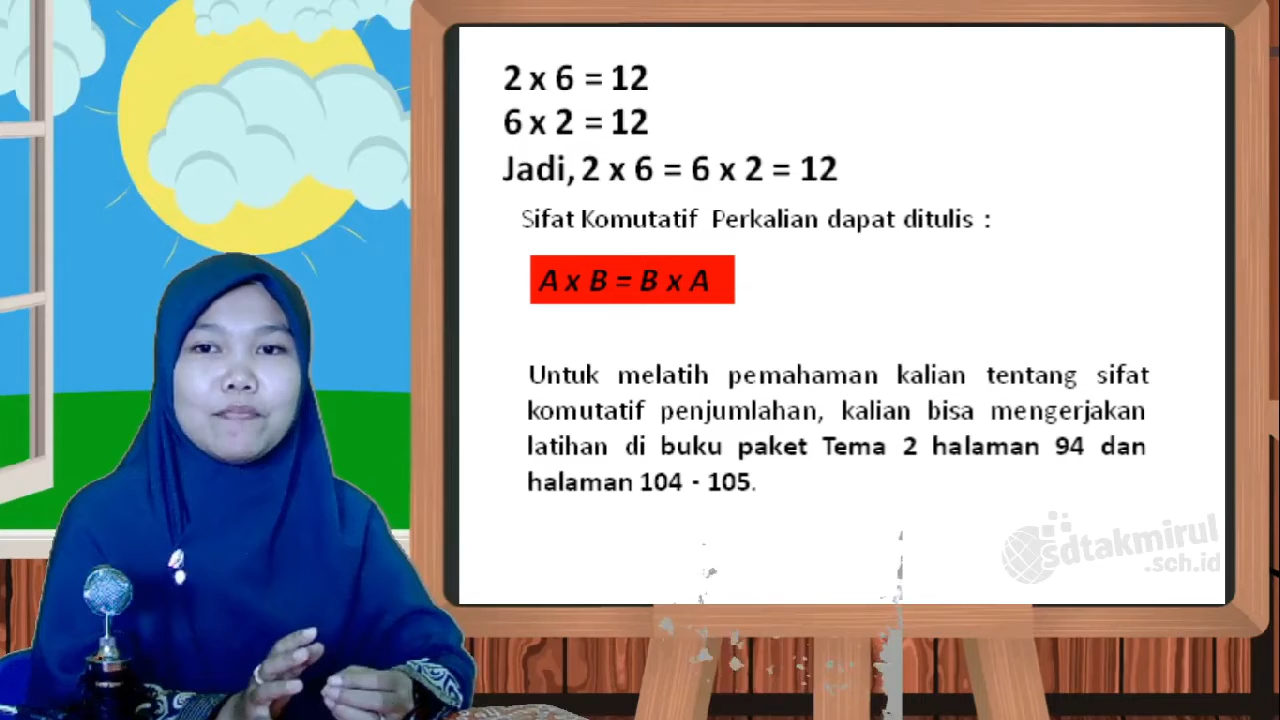 2 x 6 = 12
6 x 2 = 12
Jadi, 2 x 6 = 6 x 2 = 12
Sifat Komutatif Perkalian dapat ditulis :
A x B = B x A
Untuk melatih pemahaman kalian tentang sifat
komutatif penjumlahan, kalian bisa mengerjakan
latihan di buku paket Tema 2 halaman 94 dan
halaman 104 - 105.
sdtakmirul
.sch.id